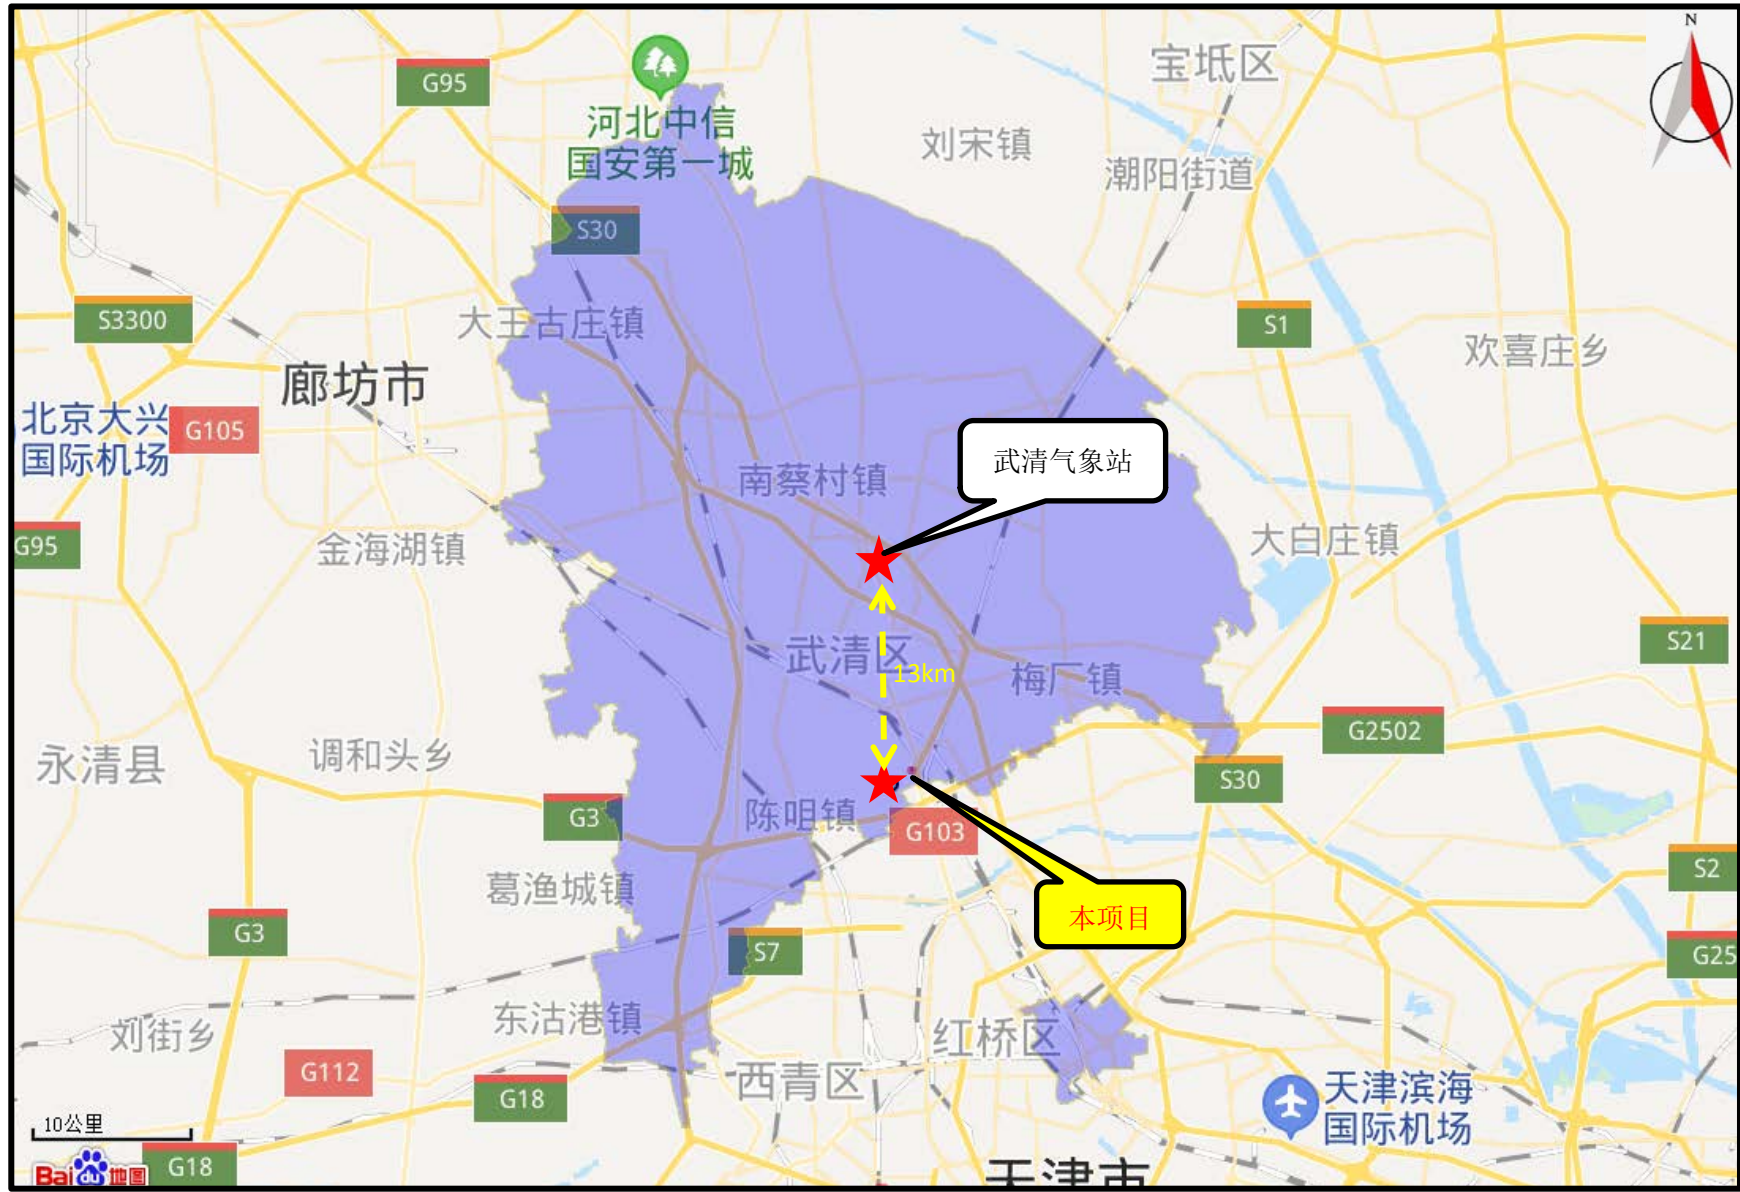 N
宝坻区
G95
河北中信
国安第一城
刘宋镇
潮阳街道
S30
S3300
大王古庄镇
S1
欢喜庄乡
廊坊市
北京大兴
国际机场
G105
武清气象站
南蔡村镇
G95
金海湖镇
大白庄镇
武清区
13km
梅厂镇
S21
G2502
永清县
调和头乡
S30
G3
陈咀镇
G103
S2
葛渔城镇
本项目
G3
S7
G25
刘街乡
东沽港镇
红桥区
G112
西青区
G18
天津滨海
国际机场
10公里
Bai du 地图
G18
天津市